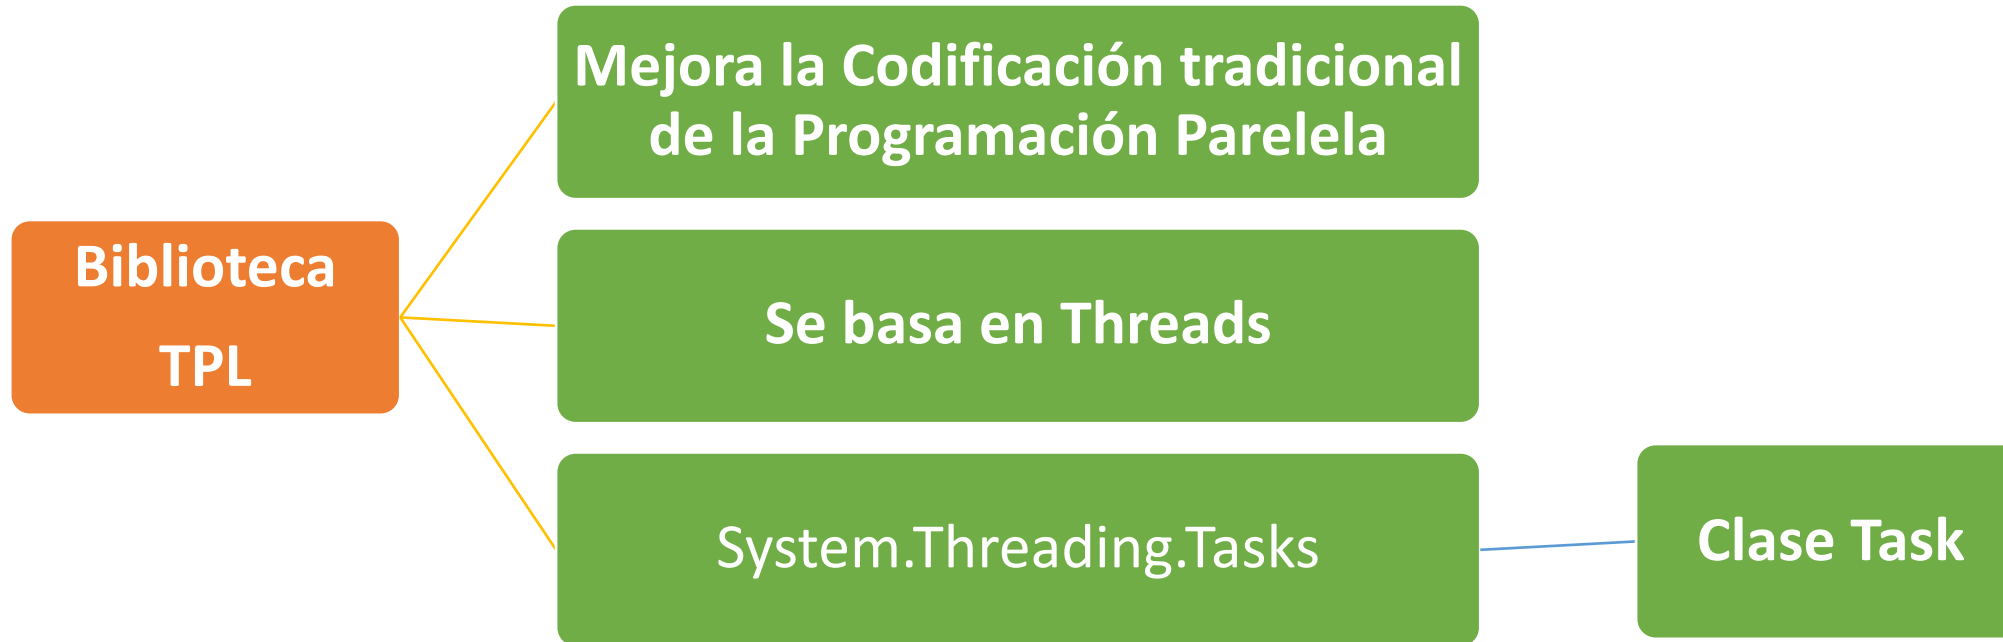 Mejora la Codificación tradicional
de la Programación Parelela
Biblioteca
TPL
Se basa en Threads
System.Threading.Tasks
Clase Task